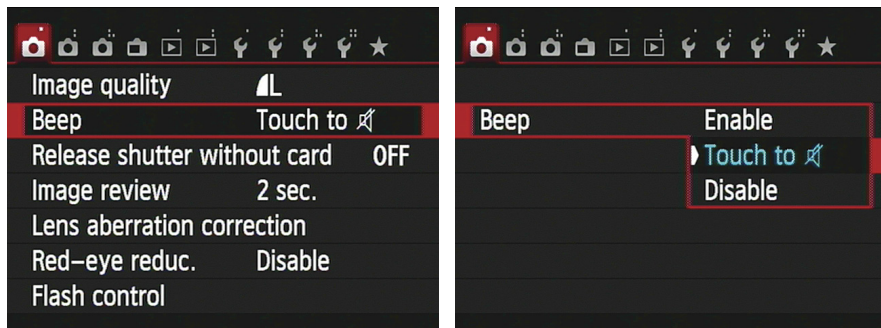 Image quality L
Beep Touch to
Release shutter without card OFF
Image review 2 sec.
Lens aberration correction
Red-eye reduc. Disable
Flash control
Beep Enable
Touch to
Disable